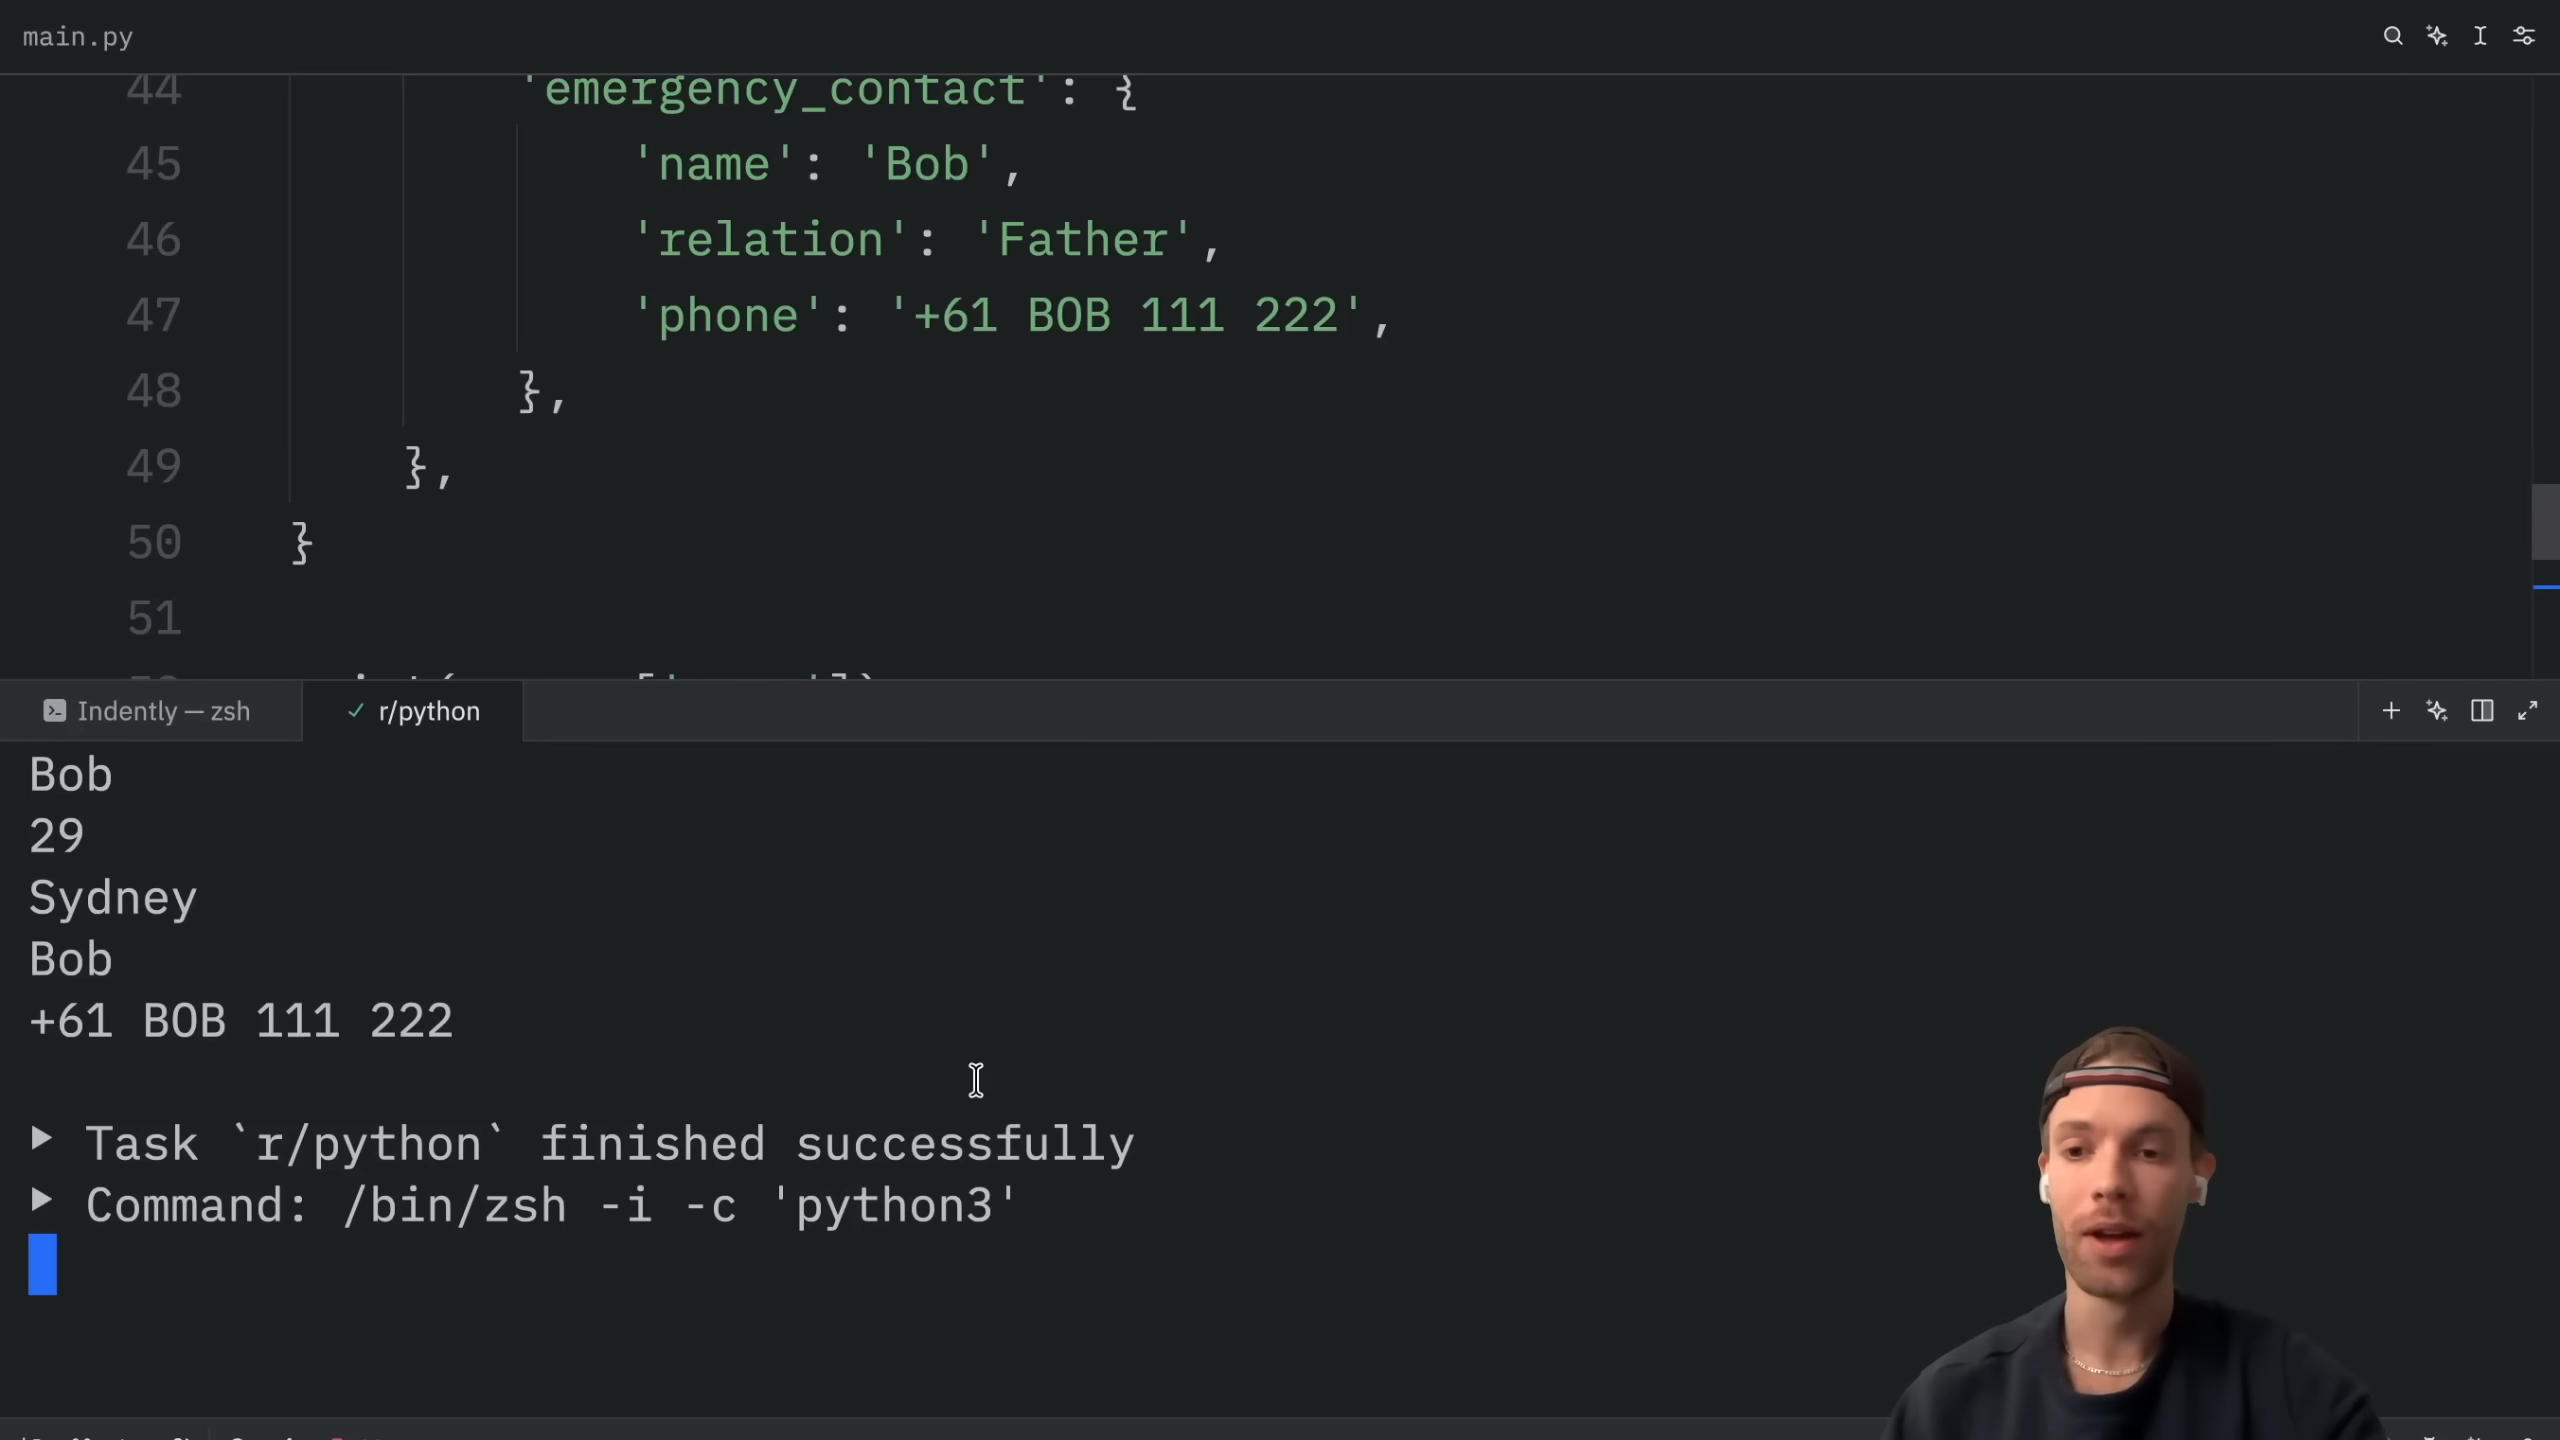 main.py
44 'emergency_contact': {
45 'name': 'Bob',
46 'relation': 'Father',
47 'phone': '+61 BOB 111 222',
48 },
49 },
50 }
51
Indently — zsh
r/python
Bob
29
Sydney
Bob
+61 BOB 111 222
Task `r/python` finished successfully
Command: /bin/zsh -i -c 'python3'